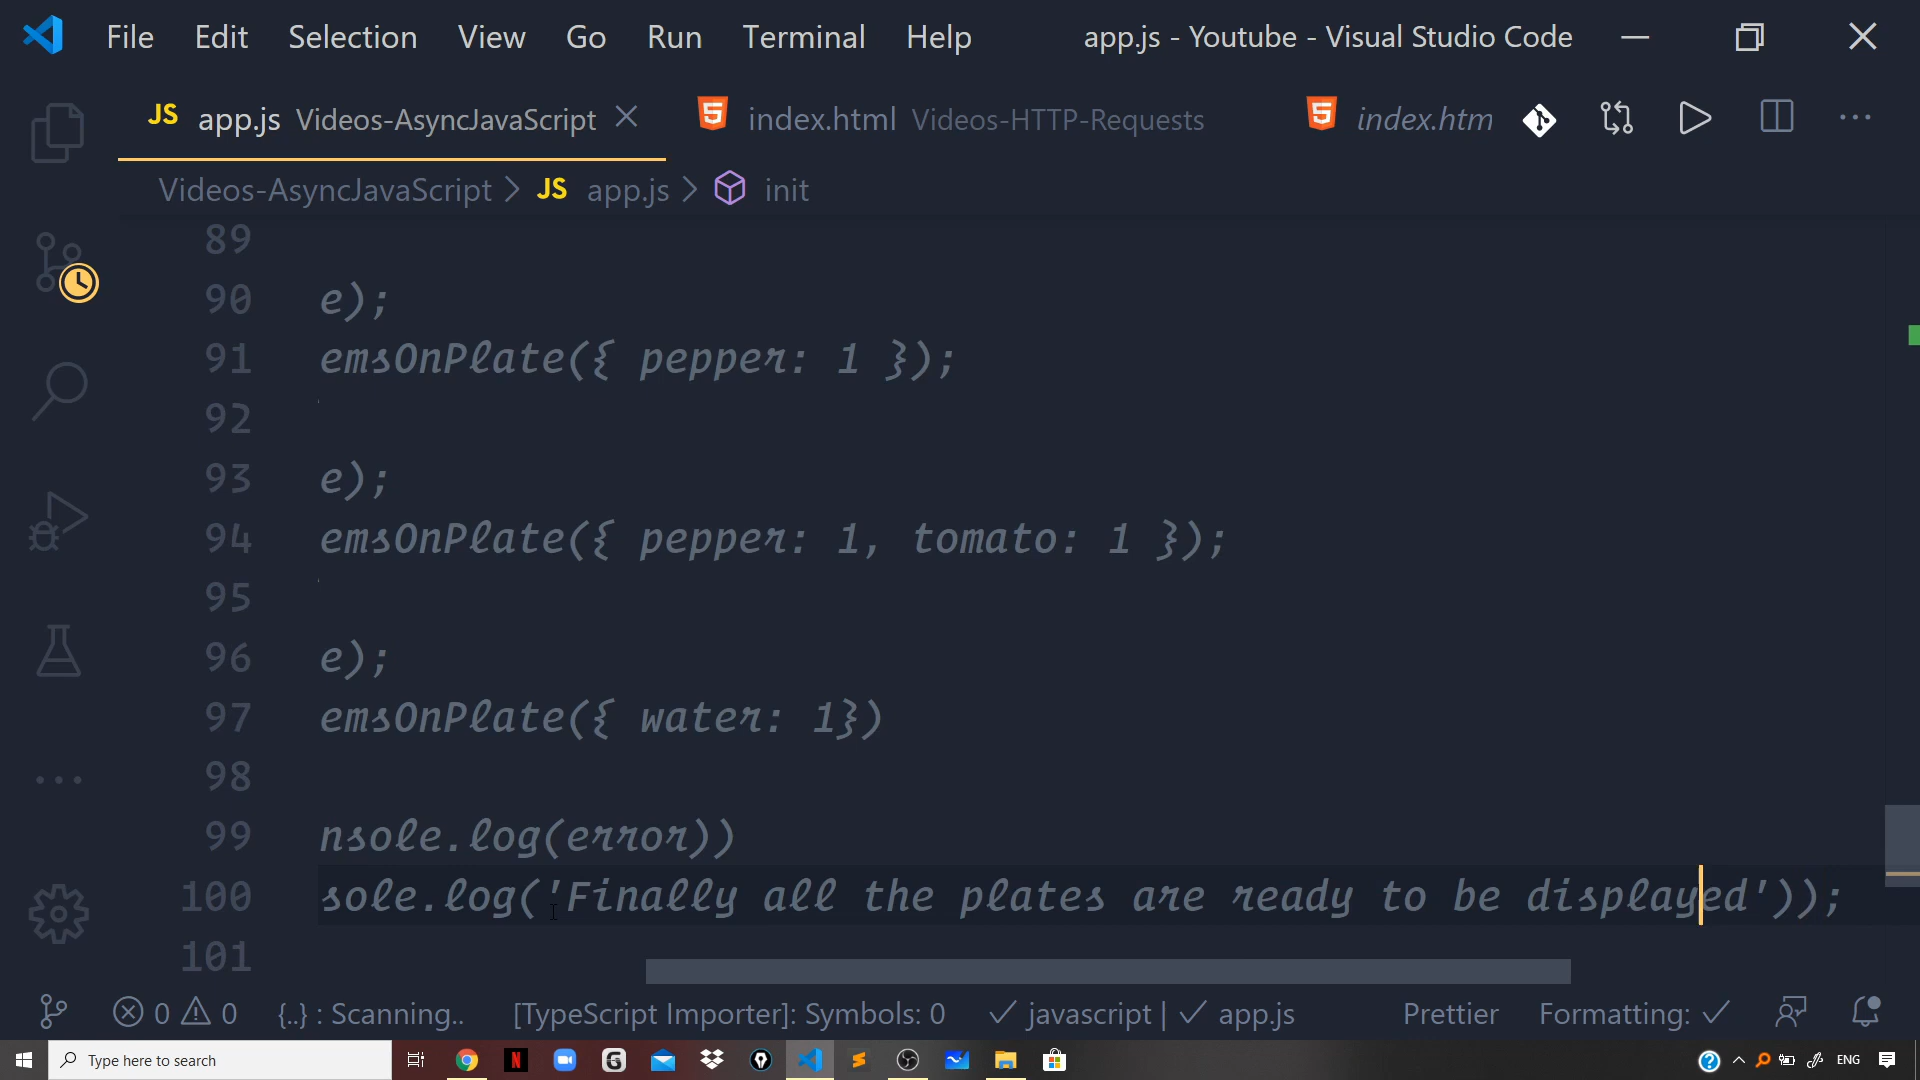 File Edit Selection View Go Run Terminal Help app.js - Youtube - Visual Studio Code
JS app.js Videos-AsyncJavaScript index.html Videos-HTTP-Requests index.htm
Videos-AsyncJavaScript > JS app.js > init
89
90 e);
91 emsOnPlate({ pepper: 1 });
92
93 e);
94 emsOnPlate({ pepper: 1, tomato: 1 });
95
96 e);
97 emsOnPlate({ water: 1})
98
99 nsole.log(error))
100 sole.log('Finally all the plates are ready to be displayed'));
101
0 0 {..} : Scanning.. [TypeScript Importer]: Symbols: 0 ✓ javascript | ✓ app.js Prettier Formatting: ✓
Type here to search ENG